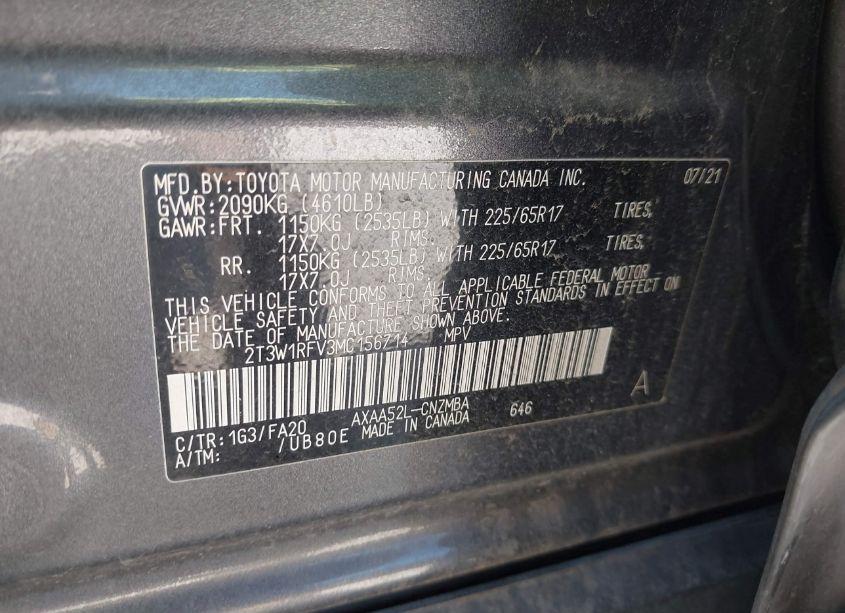 MFD.BY:TOYOTA MOTOR MANUFACTURING CANADA INC. 07/21
GVWR:2090KG (4610LB)
GAWR:FRT. 1150KG (2535LB) WITH 225/65R17 TIRES,
17X7.0J RIMS.
RR. 1150KG (2535LB) WITH 225/65R17 TIRES,
17X7.0J RIMS.
THIS VEHICLE CONFORMS TO ALL APPLICABLE FEDERAL MOTOR
VEHICLE SAFETY AND THEFT PREVENTION STANDARDS IN EFFECT ON
THE DATE OF MANUFACTURE SHOWN ABOVE.
2T3W1RFV3MC156714 MPV
A
C/TR:1G3/FA20 AXAA52L-CNZMBA 646
A/TM: /UB80E MADE IN CANADA